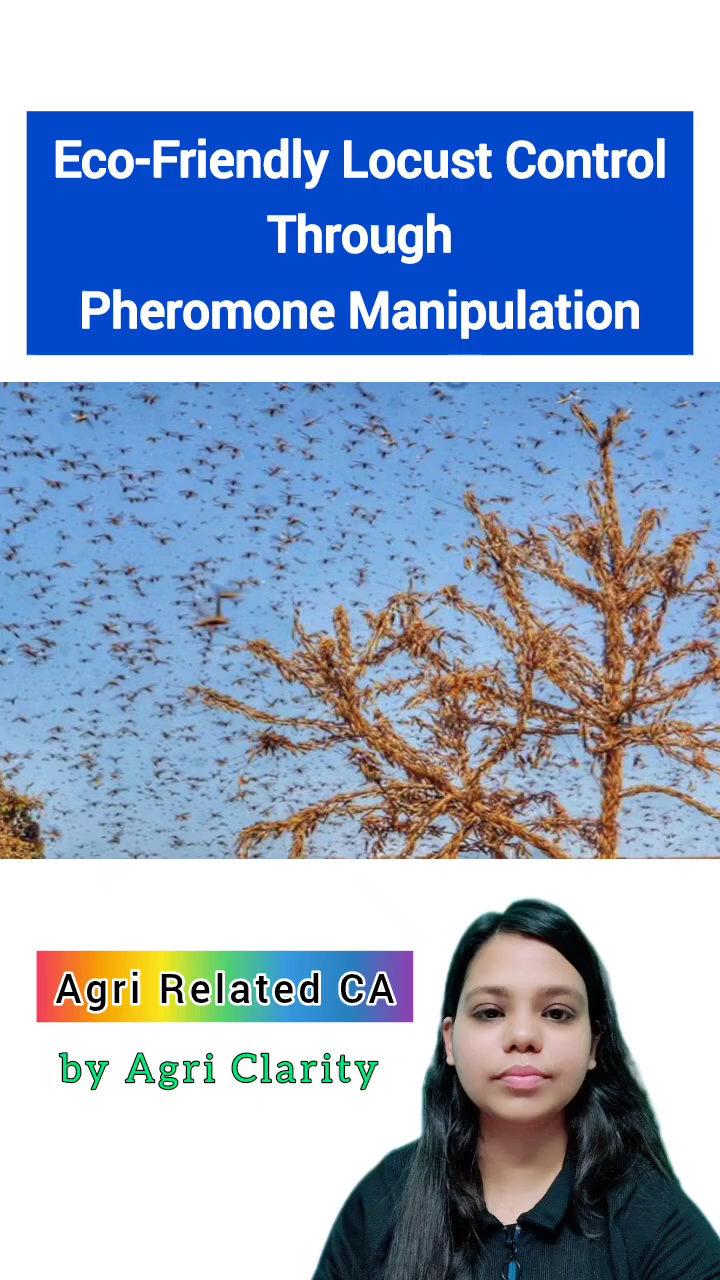 Eco-Friendly Locust Control
Through
Pheromone Manipulation
Agri Related CA
by Agri Clarity